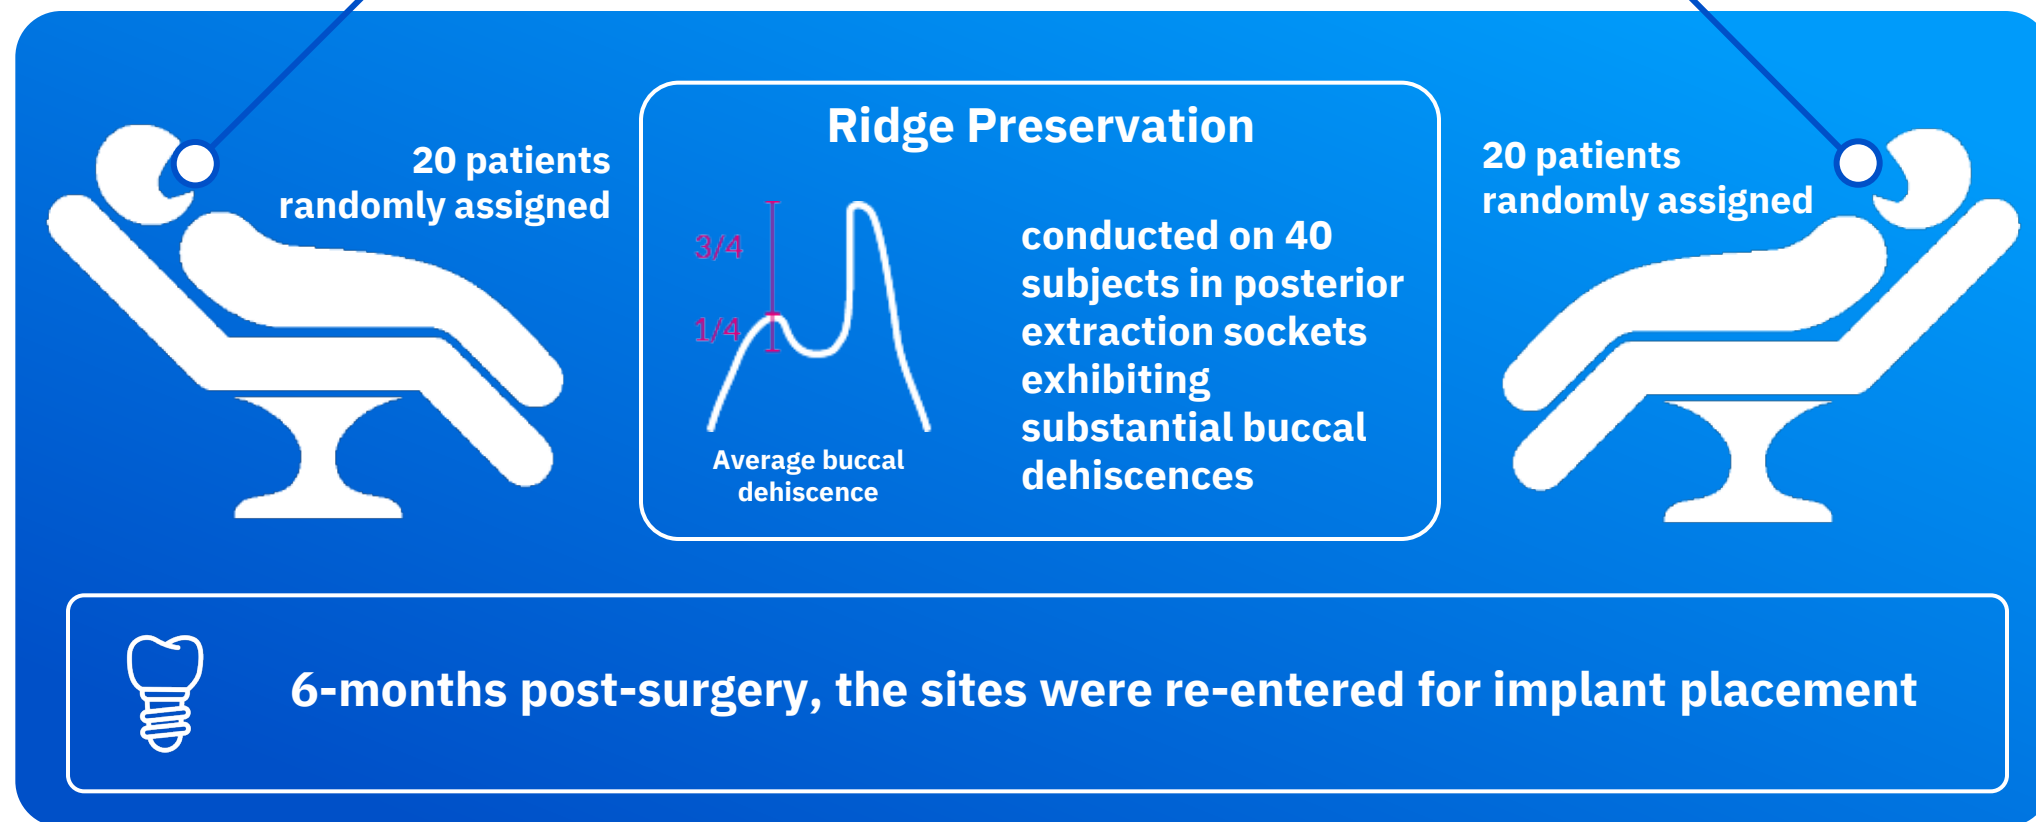 20 patients
randomly assigned
Ridge Preservation
3/4
1/4
Average buccal
dehiscence
conducted on 40
subjects in posterior
extraction sockets
exhibiting
substantial buccal
dehiscences
20 patients
randomly assigned
6-months post-surgery, the sites were re-entered for implant placement